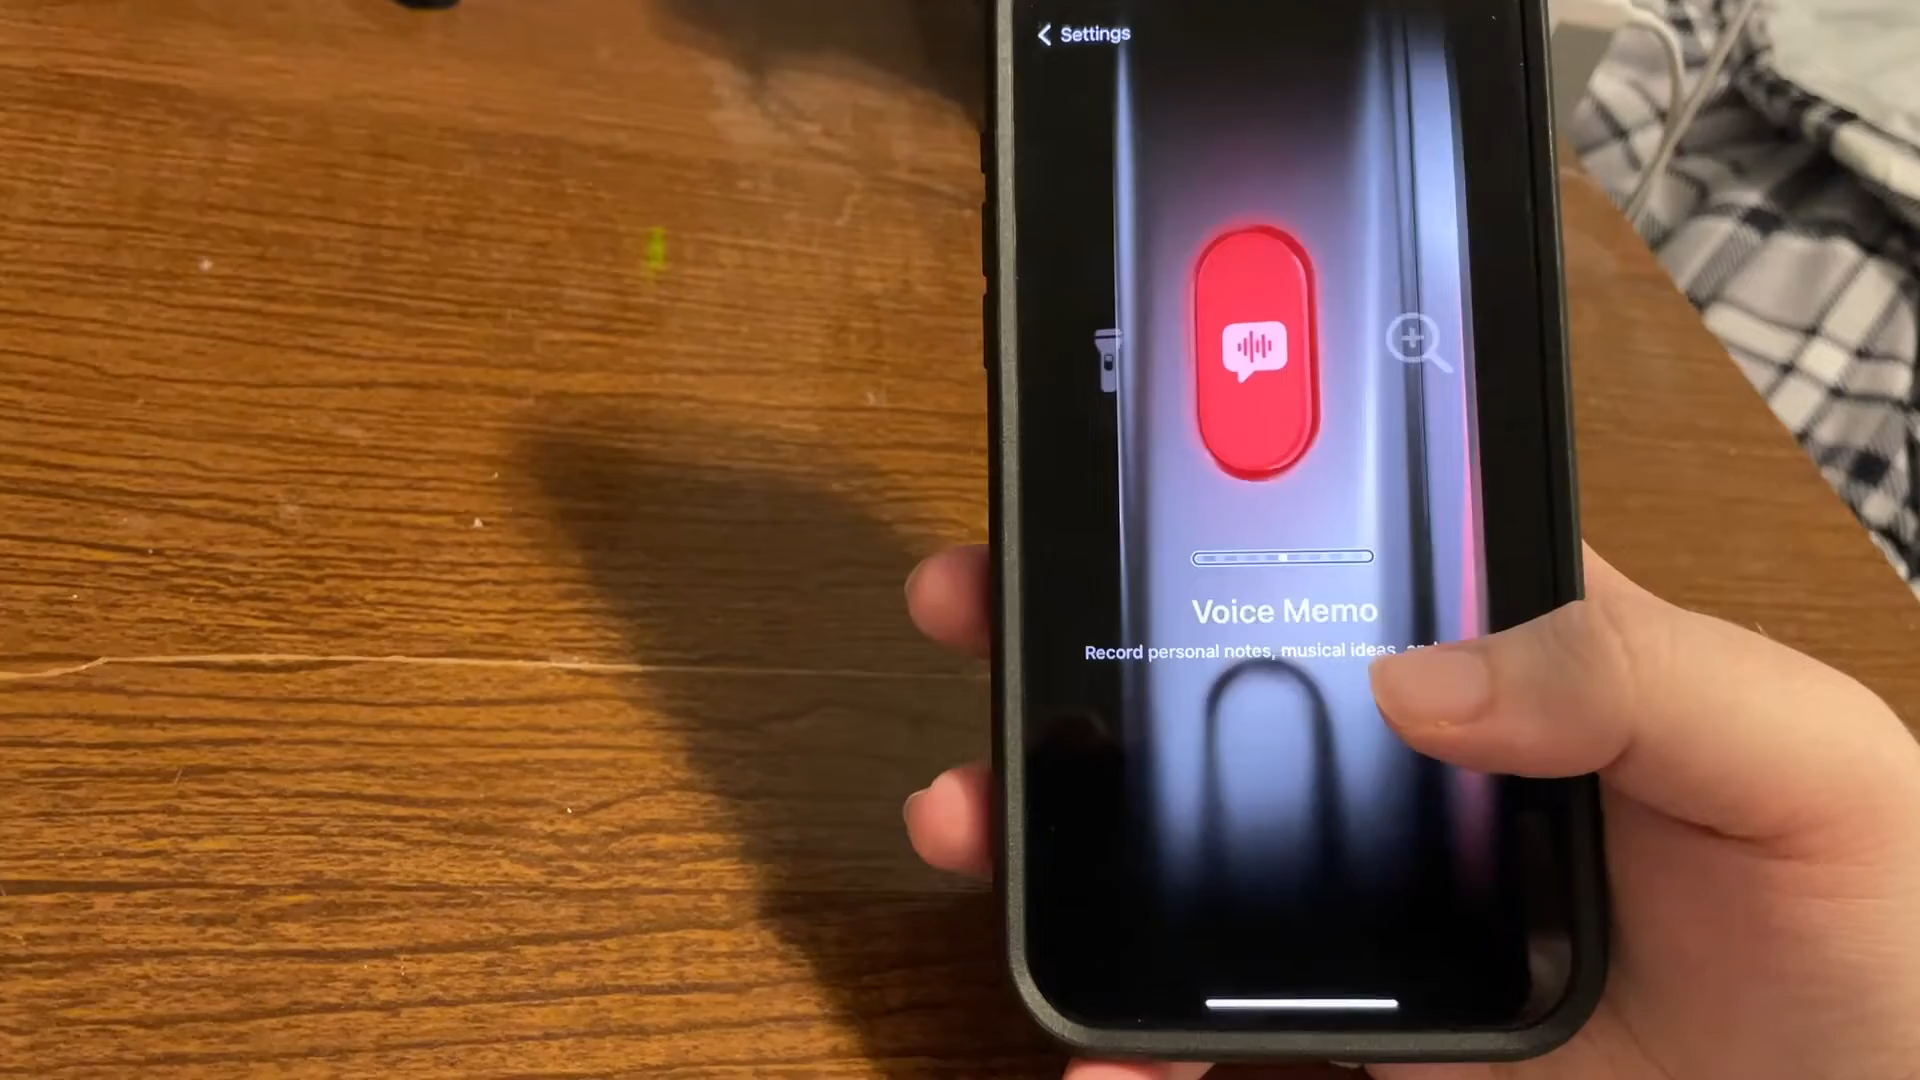 Settings
Voice Memo
Record personal notes, musical ideas,